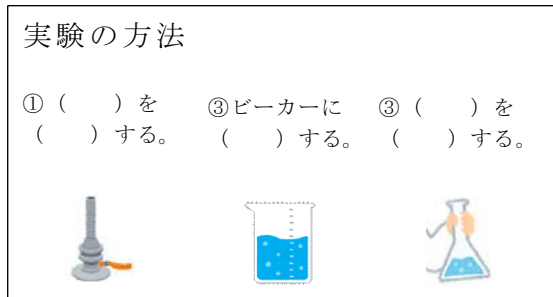 実験の方法
①（　　）を
（　　）する。
③ビーカーに
（　　）する。
③（　　）を
（　　）する。